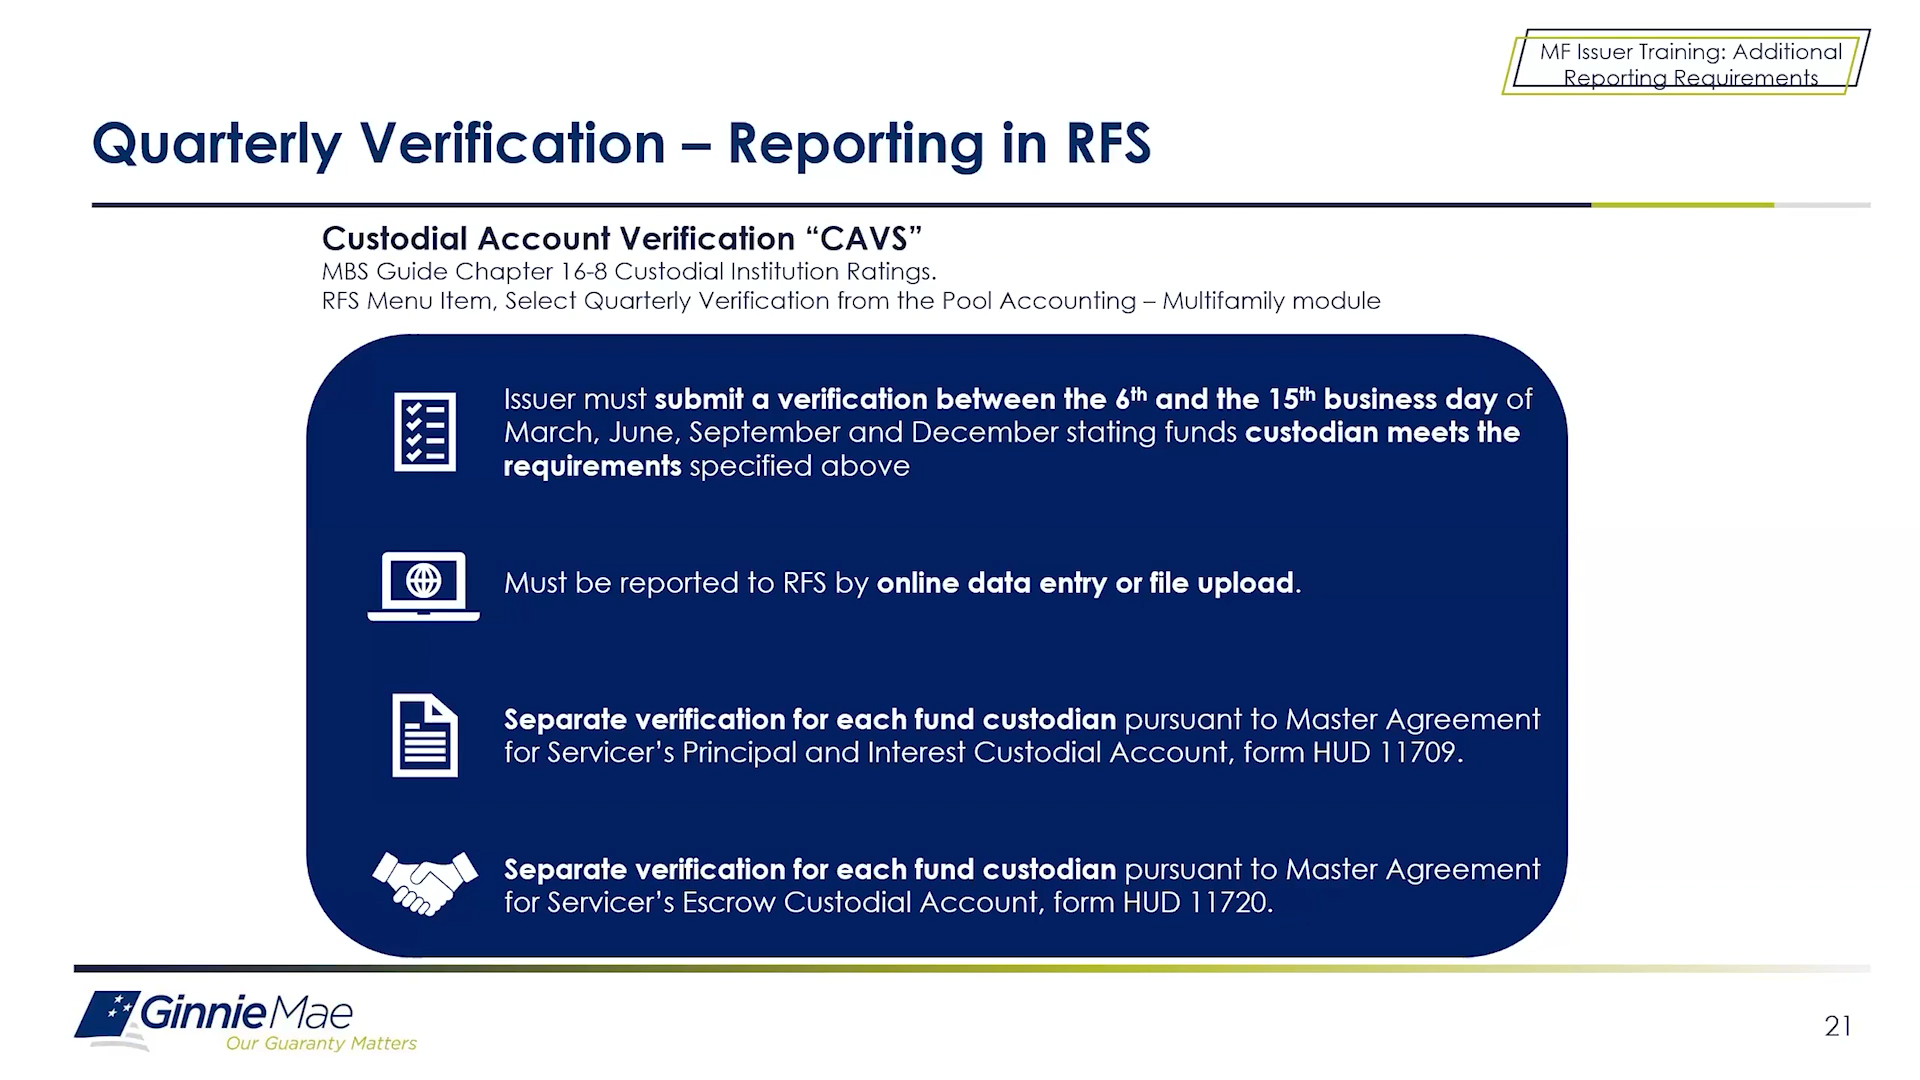 MF Issuer Training: Additional
Reporting Requirements
Quarterly Verification – Reporting in RFS
Custodial Account Verification “CAVS”
MBS Guide Chapter 16-8 Custodial Institution Ratings.
RFS Menu Item, Select Quarterly Verification from the Pool Accounting – Multifamily module
Issuer must submit a verification between the 6th and the 15th business day of
March, June, September and December stating funds custodian meets the
requirements specified above
Must be reported to RFS by online data entry or file upload.
Separate verification for each fund custodian pursuant to Master Agreement
for Servicer’s Principal and Interest Custodial Account, form HUD 11709.
Separate verification for each fund custodian pursuant to Master Agreement
for Servicer’s Escrow Custodial Account, form HUD 11720.
GinnieMae
Our Guaranty Matters
21